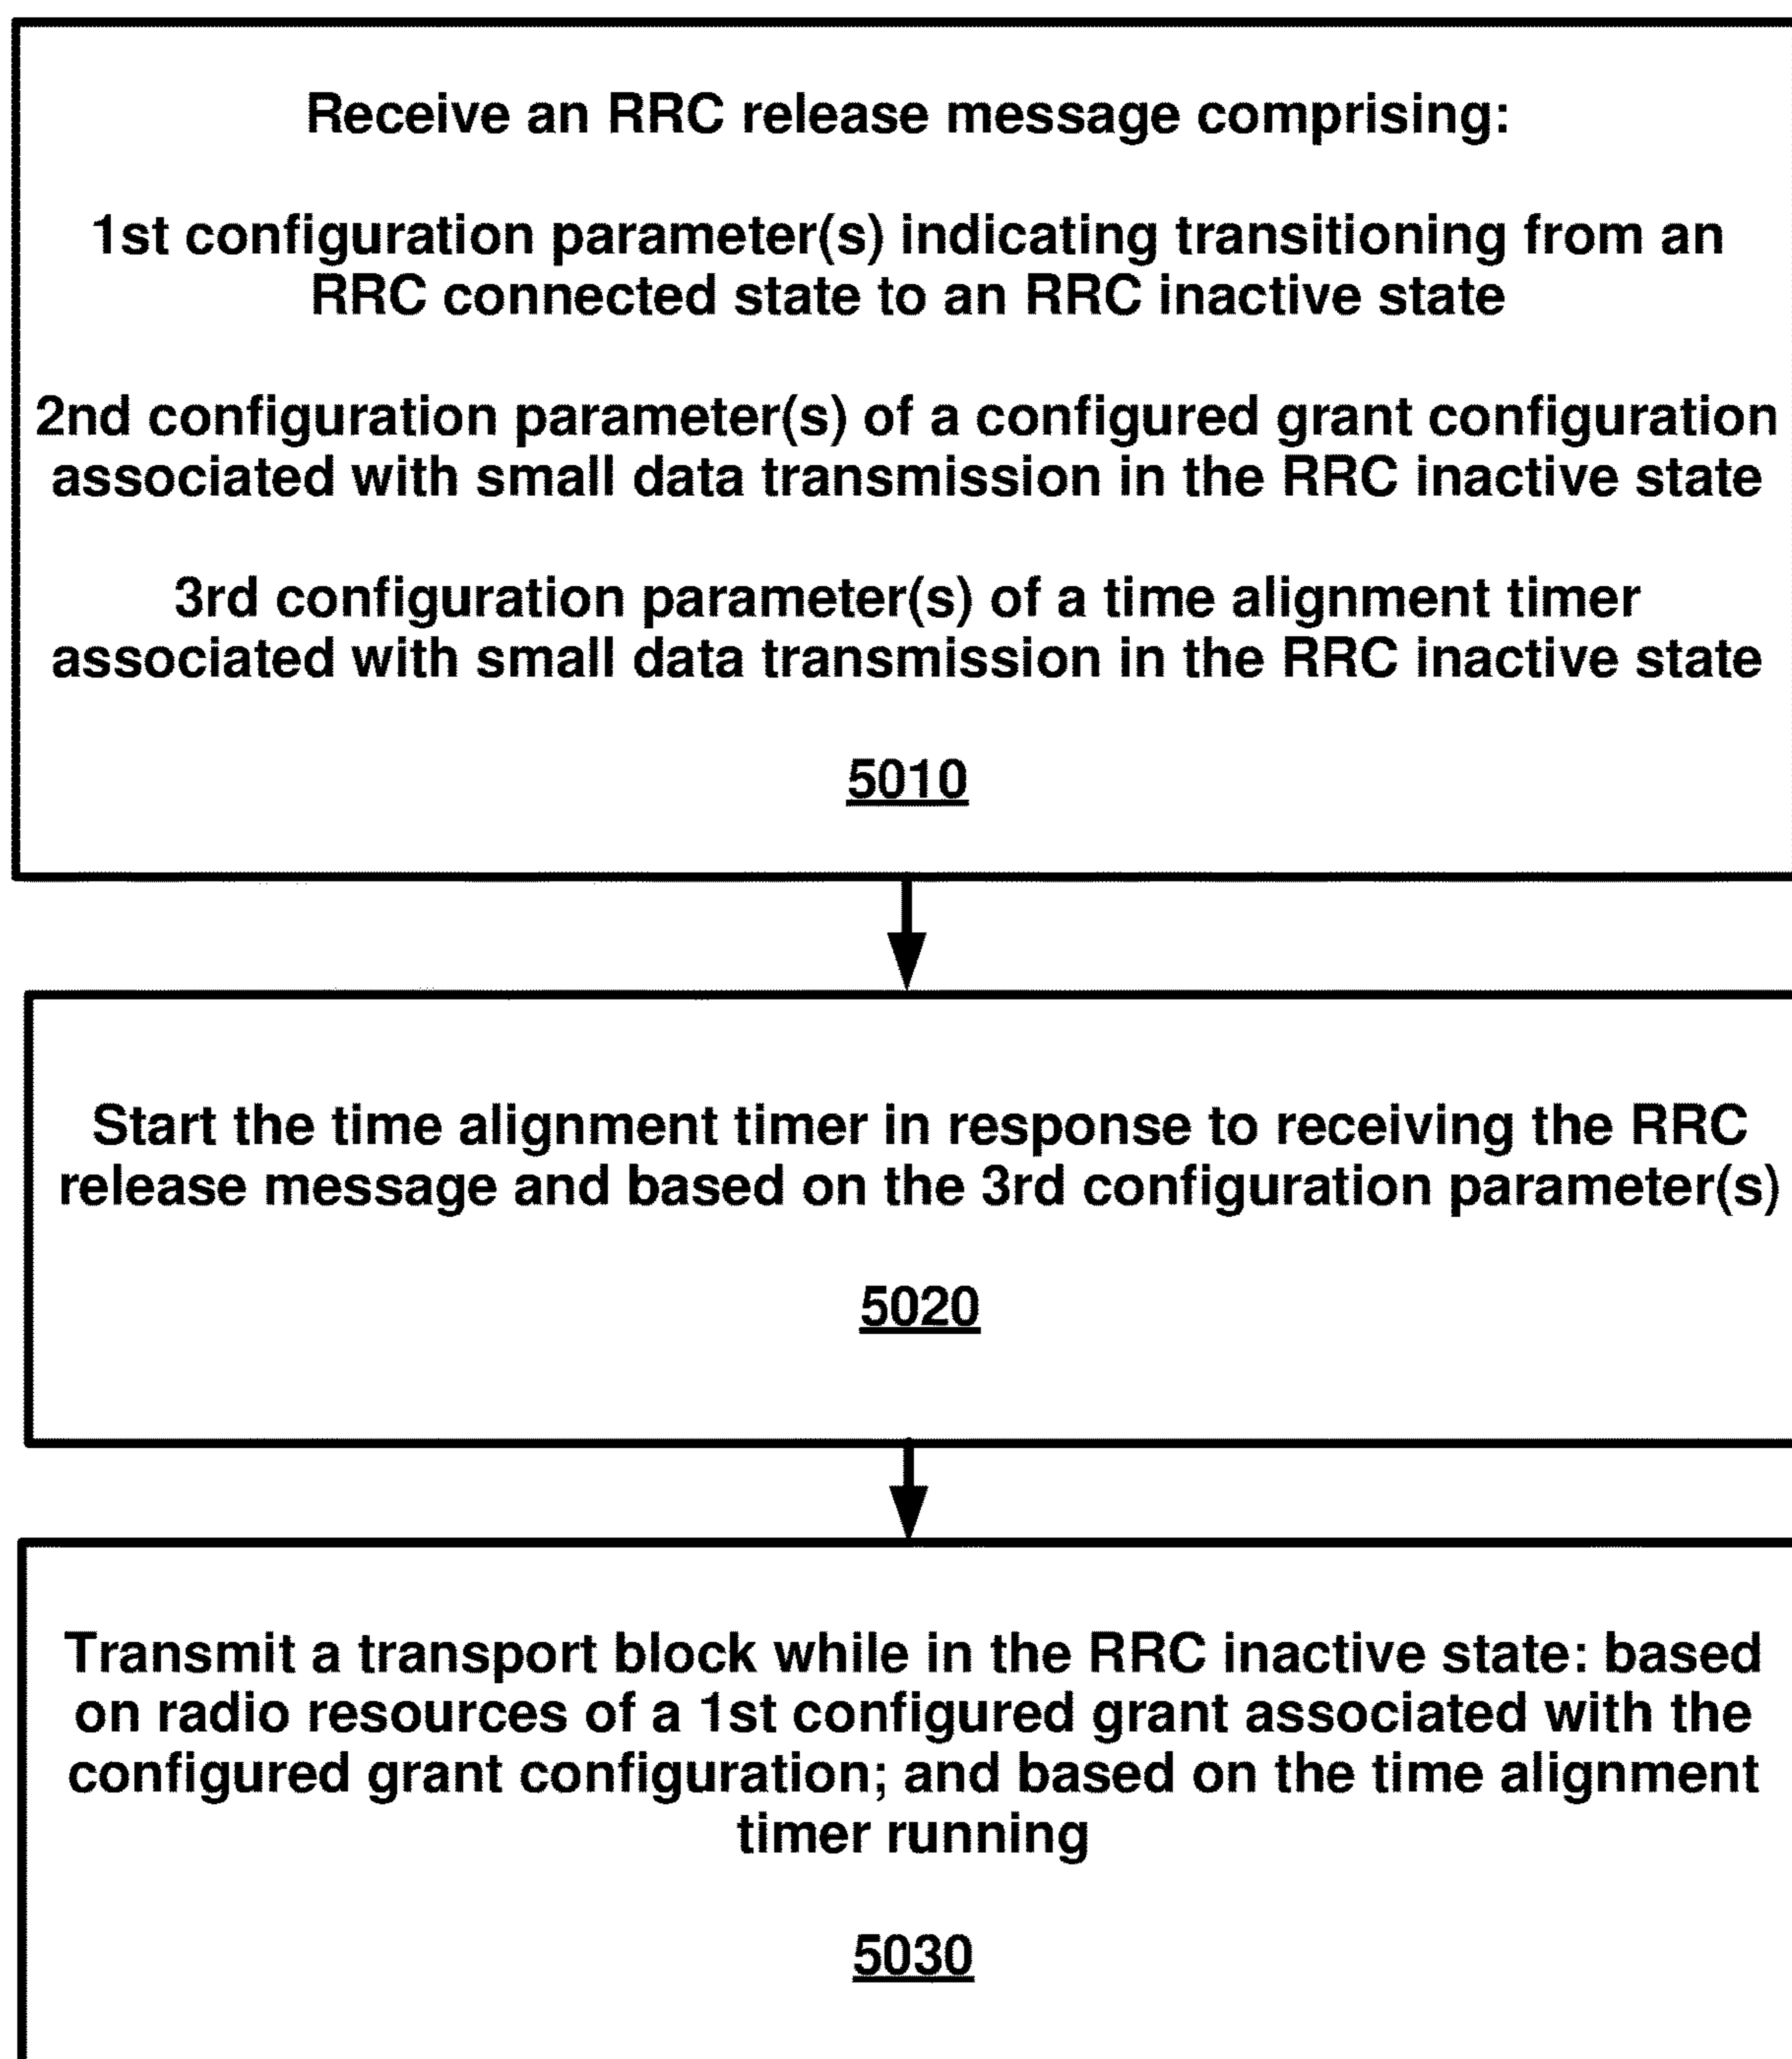 Receive an RRC release message comprising:
1st configuration parameter(s) indicating transitioning from an
RRC connected state to an RRC inactive state
2nd configuration parameter(s) of a configured grant configuration
associated with small data transmission in the RRC inactive state
3rd configuration parameter(s) of a time alignment timer
associated with small data transmission in the RRC inactive state
5010
Start the time alignment timer in response to receiving the RRC
release message and based on the 3rd configuration parameter(s)
5020
Transmit a transport block while in the RRC inactive state: based
on radio resources of a 1st configured grant associated with the
configured grant configuration; and based on the time alignment
timer running
5030